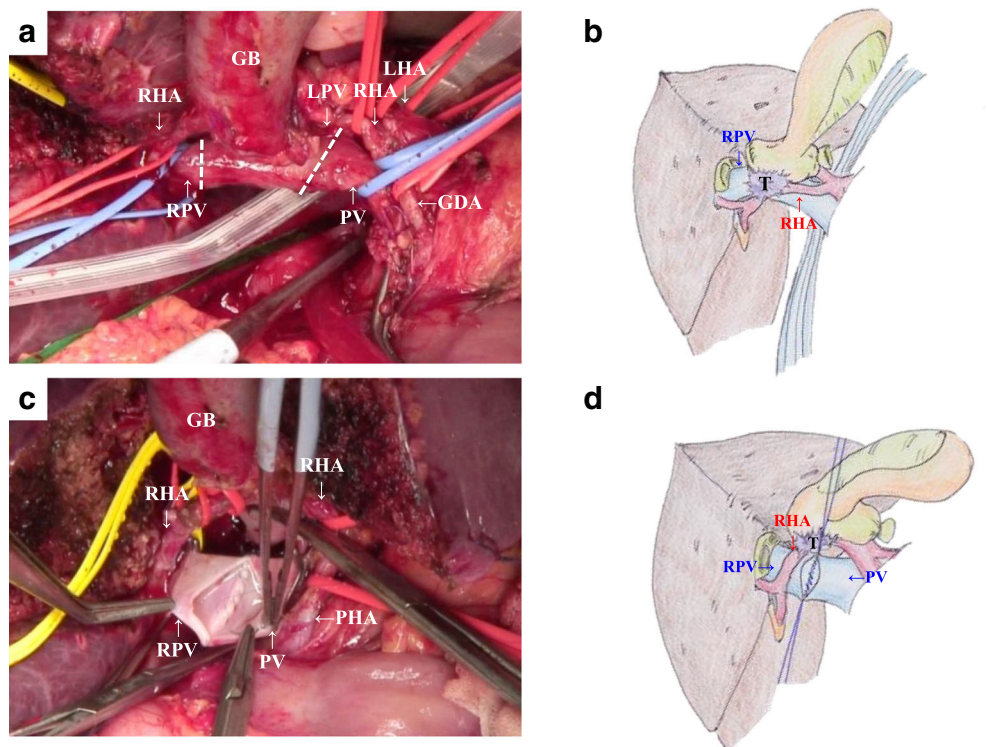 a
GB
LHA
LPV RHA
RHA
RPV
PV
←GDA
b
RPV
T
RHA
c
GB
RHA
RHA
RPV
PV
←PHA
d
RHA
T
RPV→
←PV